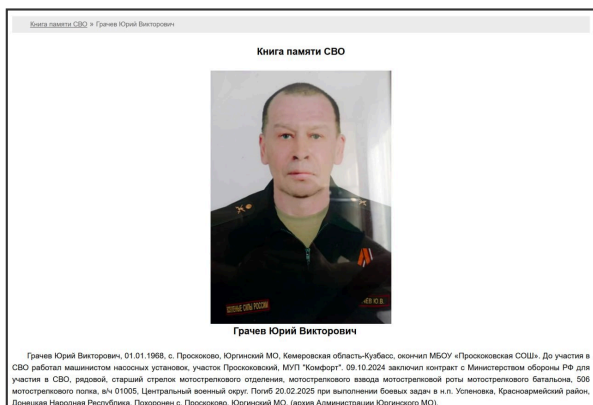 Книга памяти СВО » Грачев Юрий Викторович
Книга памяти СВО
ЕННЫЕ СИЛЫ РОССИИ
ЧЕВ Ю.В.
Грачев Юрий Викторович
Грачев Юрий Викторович, 01.01.1968, с. Проскоково, Юргинский МО, Кемеровская область-Кузбасс, окончил МБОУ «Проскоковская СОШ». До участия в
СВО работал машинистом насосных установок, участок Проскоковский, МУП "Комфорт". 09.10.2024 заключил контракт с Министерством обороны РФ для
участия в СВО, рядовой, старший стрелок мотострелкового отделения, мотострелкового взвода мотострелковой роты мотострелкового батальона, 506
мотострелкового полка, в/ч 01005, Центральный военный округ. Погиб 20.02.2025 при выполнении боевых задач в н.п. Успеновка, Красноармейский район,
Донецкая Народная Республика. Похоронен с. Проскоково, Юргинский МО. (архив Администрации Юргинского МО).